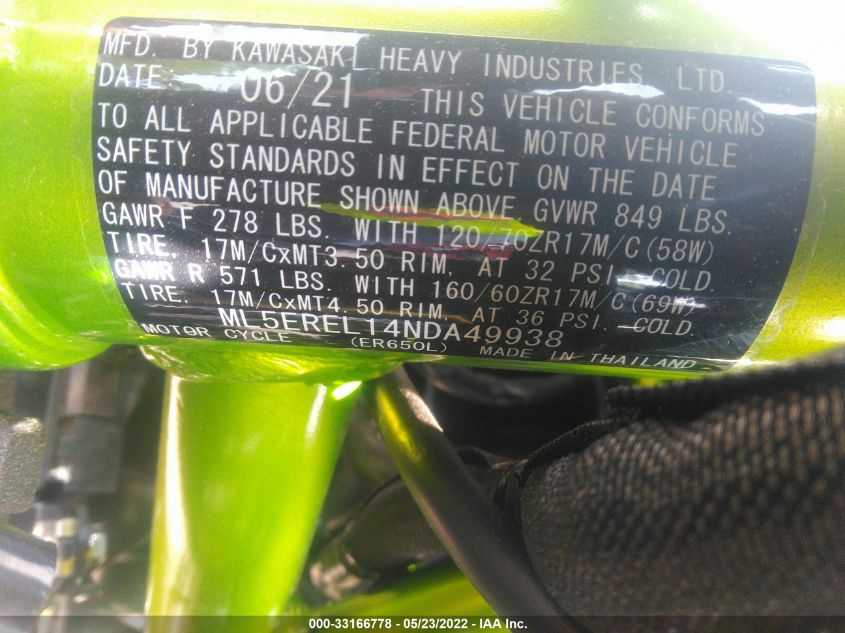 MFD. BY KAWASAKI HEAVY INDUSTRIES, LTD.
DATE 06/21 THIS VEHICLE CONFORMS
TO ALL APPLICABLE FEDERAL MOTOR VEHICLE
SAFETY STANDARDS IN EFFECT ON THE DATE
OF MANUFACTURE SHOWN ABOVE GVWR 849 LBS.
GAWR F 278 LBS. WITH 120/70ZR17M/C(58W)
TIRE. 17M/CxMT3.50 RIM. AT 32 PSI. COLD.
GAWR R 571 LBS. WITH 160/60ZR17M/C(69W)
TIRE. 17M/CxMT4.50 RIM. AT 36 PSI. COLD.
ML5EREL14NDA49938
MOTOR CYCLE (ER650L) MADE IN THAILAND
000-33166778 - 05/23/2022 - IAA Inc.